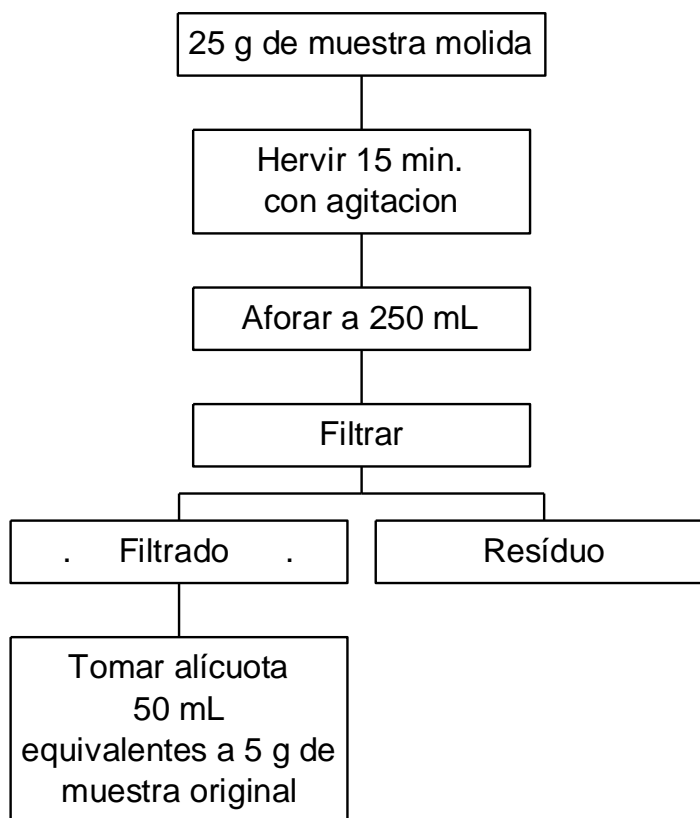 25 g de muestra molida
Hervir 15 min.
con agitacion
Aforar a 250 mL
Filtrar
. Filtrado .
Resíduo
Tomar alícuota
50 mL
equivalentes a 5 g de
muestra original